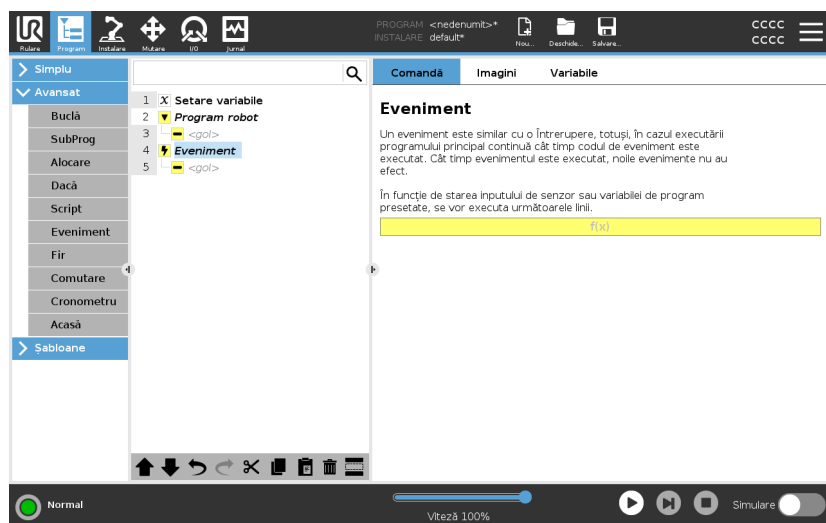 UR
Rulare
Program
Instalare
Mutare
I/O
Jurnal
PROGRAM <nedenumit>*
INSTALARE default*
Nou...
Deschide...
Salvare...
CCCC
CCCC
Simplu
Avansat
Buclă
SubProg
Alocare
Dacă
Script
Eveniment
Fir
Comutare
Cronometru
Acasă
Șabloane
1 X Setare variabile
2 Program robot
3 <gol>
4 Eveniment
5 <gol>
Comandă
Imagini
Variabile
Eveniment
Un eveniment este similar cu o Întrerupere, totuși, în cazul executării
programului principal continuă cât timp codul de eveniment este
executat. Cât timp evenimentul este executat, noile evenimente nu au
efect.
În funcție de starea inputului de senzor sau variabilei de program
presetate, se vor executa următoarele linii.
f(x)
Normal
Viteză 100%
Simulare